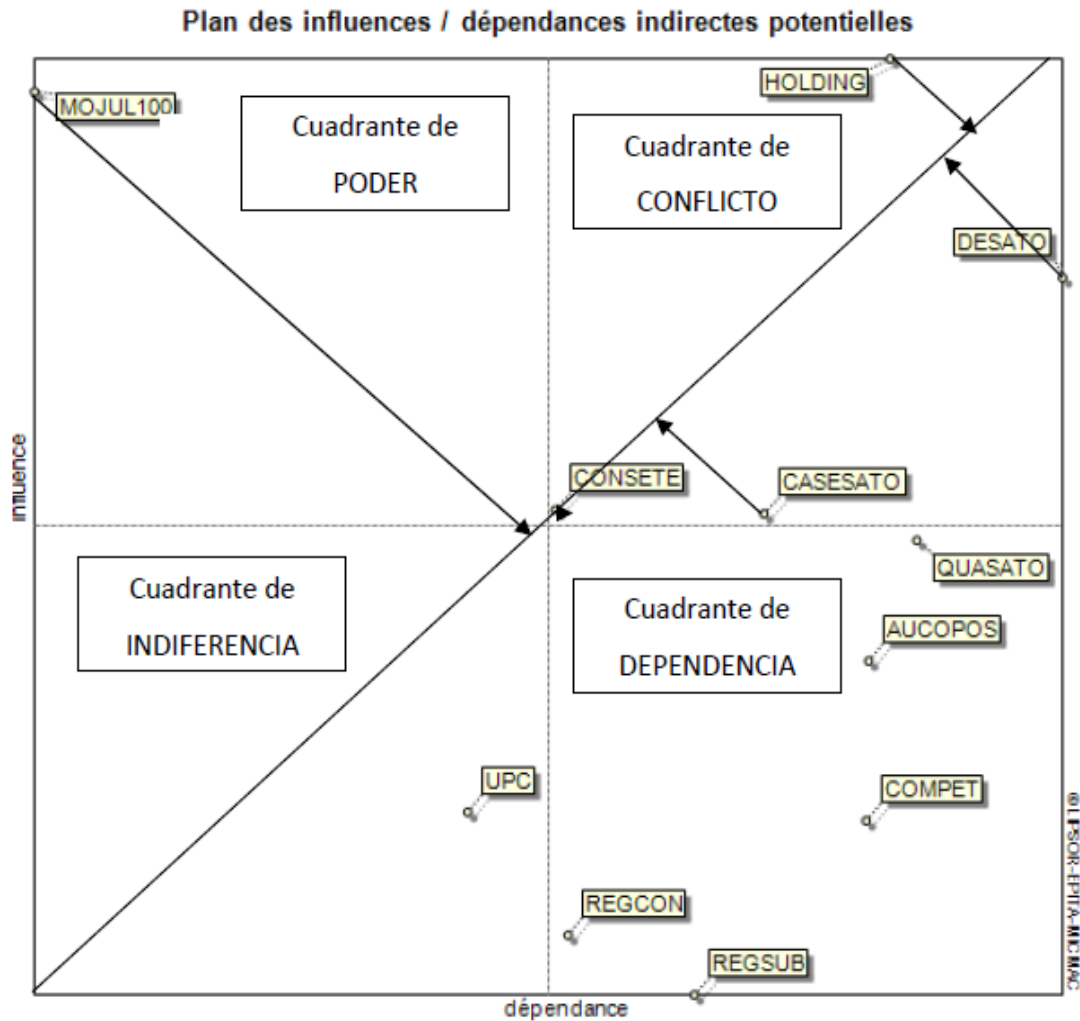 Plan des influences / dépendances indirectes potentielles
HOLDING
MOJUL100
Cuadrante de
PODER
Cuadrante de
CONFLICTO
DESATO
influence
CONSETE
CASESATO
QUASATO
Cuadrante de
INDIFERENCIA
Cuadrante de
DEPENDENCIA
AUCOPOS
UPC
COMPET
REGCON
REGSUB
dépendance
© LIPSOR-EPITA-MICMAC